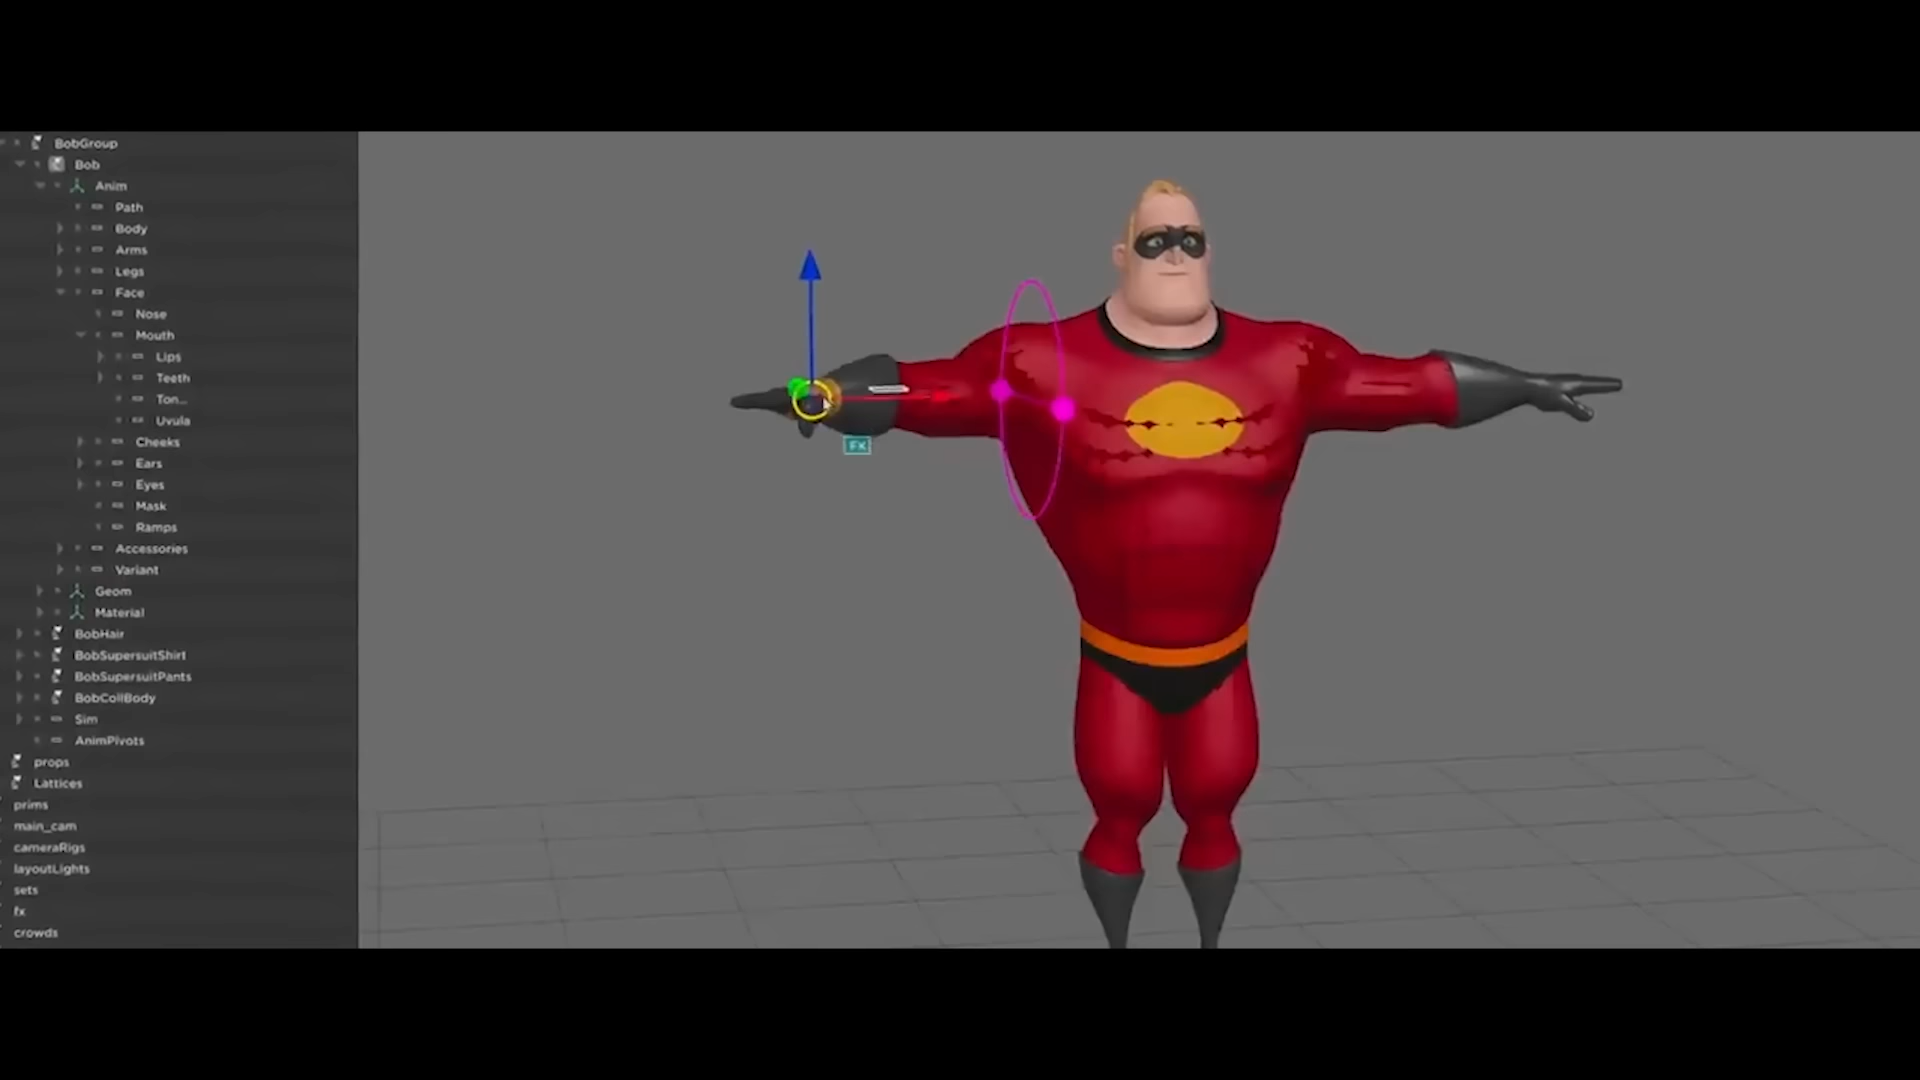 BobGroup
Bob
Anim
Path
Body
Arms
Legs
Face
Nose
Mouth
Lips
Teeth
Ton...
Uvula
Cheeks
Ears
Eyes
Mask
Ramps
Accessories
Variant
Geom
Material
BobHair
BobSupersuitShirt
BobSupersuitPants
BobCollBody
Sim
AnimPivots
props
Lattices
prims
main_cam
cameraRigs
layoutLights
sets
fx
crowds
FK